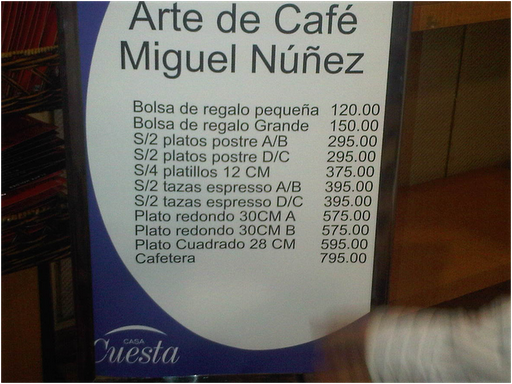 Arte de Café
Miguel Núñez
Bolsa de regalo pequeña 120.00
Bolsa de regalo Grande 150.00
S/2 platos postre A/B 295.00
S/2 platos postre D/C 295.00
S/4 platillos 12 CM 375.00
S/2 tazas espresso A/B 395.00
S/2 tazas espresso D/C 395.00
Plato redondo 30CM A 575.00
Plato redondo 30CM B 575.00
Plato Cuadrado 28 CM 595.00
Cafetera 795.00
CASA
Cuesta